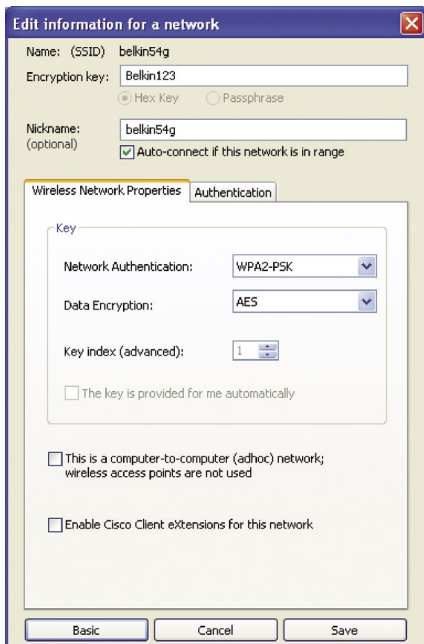 Edit information for a network
Name: (SSID) belkin54g
Encryption key: Belkin123
Hex Key Passphrase
Nickname: belkin54g
(optional)
Auto-connect if this network is in range
Wireless Network Properties Authentication
Key
Network Authentication: WPA2-PSK
Data Encryption: AES
Key index (advanced): 1
The key is provided for me automatically
This is a computer-to-computer (adhoc) network;
wireless access points are not used
Enable Cisco Client eXtensions for this network
Basic Cancel Save